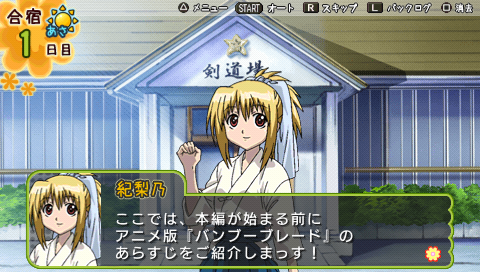 合宿
1日目
あさ
△メニュー START オート R スキップ L バックログ □消去
剣道場
紀梨乃
ここでは、本編が始まる前に
アニメ版『バンブーブレード』の
あらすじをご紹介しまっす！